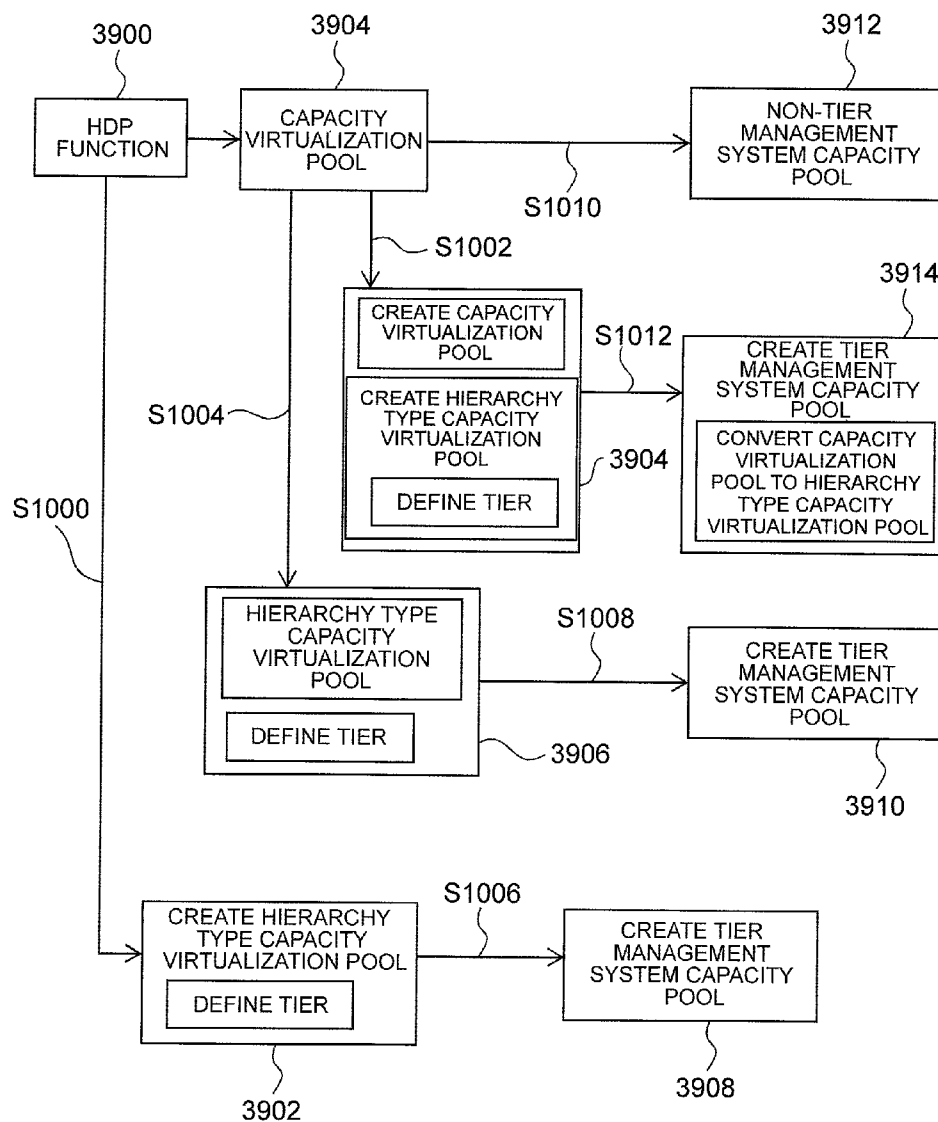 3900
3904
3912
HDP
FUNCTION
CAPACITY
VIRTUALIZATION
POOL
NON-TIER
MANAGEMENT
SYSTEM CAPACITY
POOL
S1010
S1002
3914
CREATE CAPACITY
VIRTUALIZATION
POOL
S1012
CREATE TIER
MANAGEMENT
SYSTEM CAPACITY
POOL
S1004
CREATE HIERARCHY
TYPE CAPACITY
VIRTUALIZATION
POOL
CONVERT CAPACITY
VIRTUALIZATION
POOL TO HIERARCHY
TYPE CAPACITY
VIRTUALIZATION POOL
3904
DEFINE TIER
S1000
HIERARCHY TYPE
CAPACITY
VIRTUALIZATION
POOL
S1008
CREATE TIER
MANAGEMENT
SYSTEM CAPACITY
POOL
DEFINE TIER
3906
3910
S1006
CREATE HIERARCHY
TYPE CAPACITY
VIRTUALIZATION POOL
CREATE TIER
MANAGEMENT
SYSTEM CAPACITY
POOL
DEFINE TIER
3902
3908